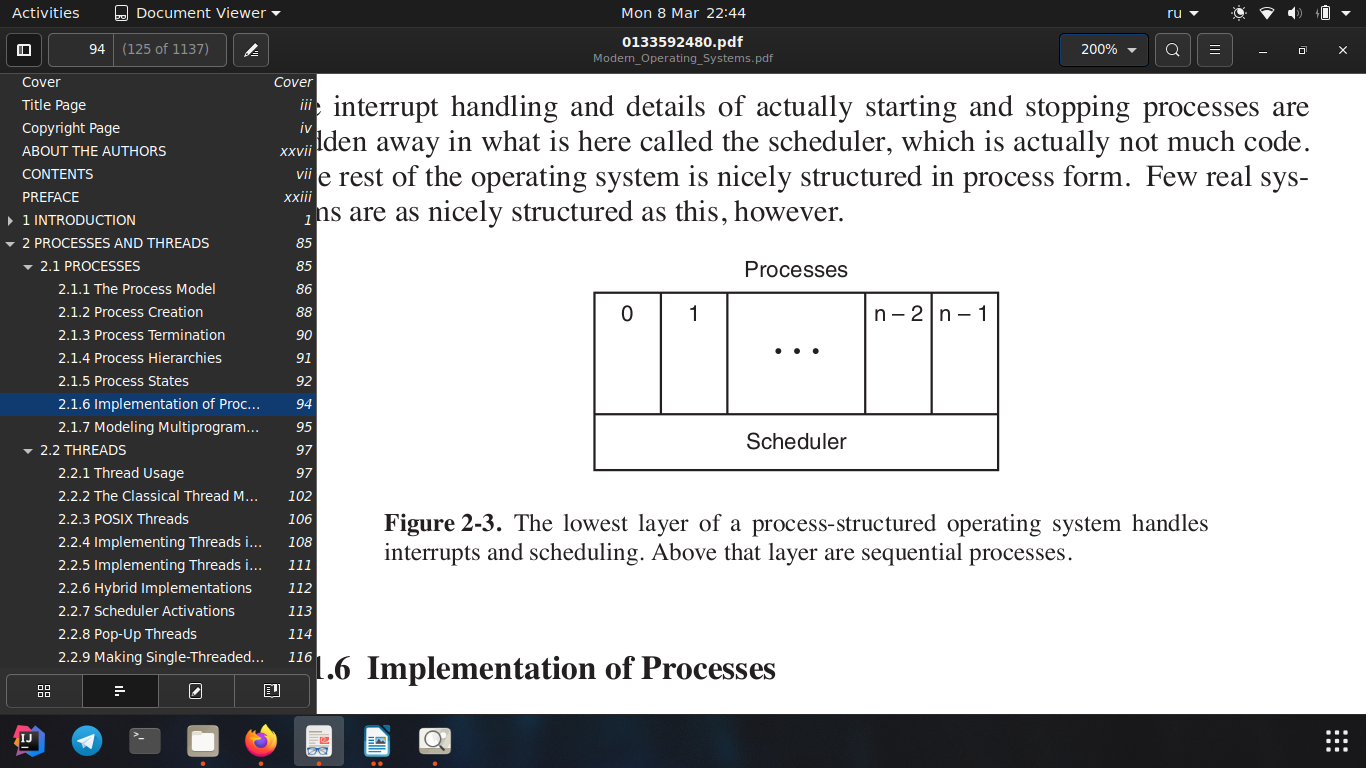 Activities Document Viewer Mon 8 Mar 22:44 ru
94 (125 of 1137) 0133592480.pdf 200%
Modern_Operating_Systems.pdf
Cover Cover
Title Page iii
Copyright Page iv
ABOUT THE AUTHORS xxvii
CONTENTS vii
PREFACE xxiii
1 INTRODUCTION 1
2 PROCESSES AND THREADS 85
2.1 PROCESSES 85
2.1.1 The Process Model 86
2.1.2 Process Creation 88
2.1.3 Process Termination 90
2.1.4 Process Hierarchies 91
2.1.5 Process States 92
2.1.6 Implementation of Proc... 94
2.1.7 Modeling Multiprogram... 95
2.2 THREADS 97
2.2.1 Thread Usage 97
2.2.2 The Classical Thread M... 102
2.2.3 POSIX Threads 106
2.2.4 Implementing Threads i... 108
2.2.5 Implementing Threads i... 111
2.2.6 Hybrid Implementations 112
2.2.7 Scheduler Activations 113
2.2.8 Pop-Up Threads 114
2.2.9 Making Single-Threaded... 116
e interrupt handling and details of actually starting and stopping processes are
dden away in what is here called the scheduler, which is actually not much code.
e rest of the operating system is nicely structured in process form. Few real sys-
ms are as nicely structured as this, however.
Processes
0 1 n – 2 n – 1
• • •
Scheduler
Figure 2-3. The lowest layer of a process-structured operating system handles
interrupts and scheduling. Above that layer are sequential processes.
1.6 Implementation of Processes
IJ